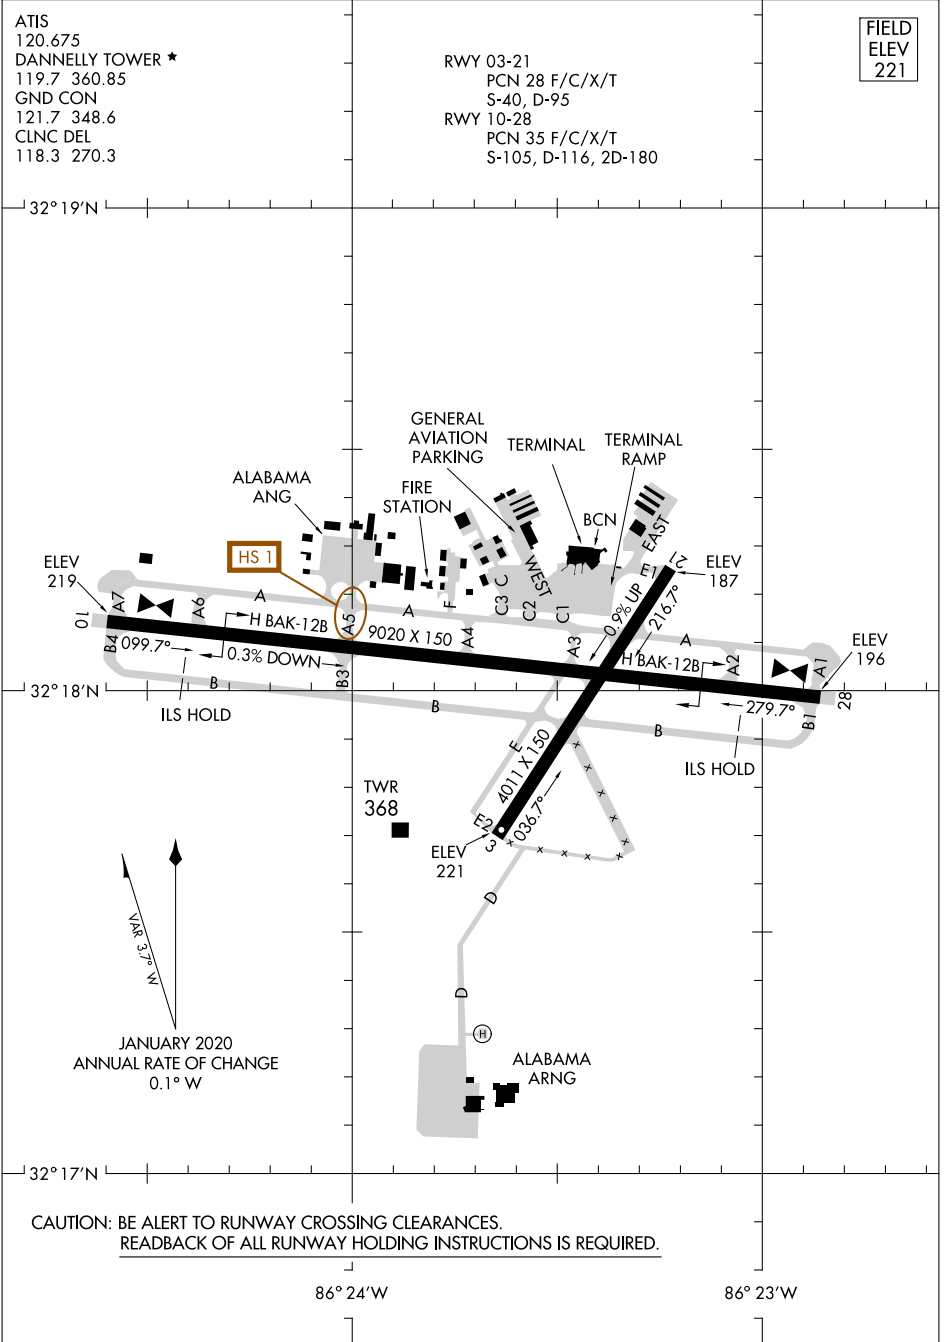 ATIS
120.675
DANNELLY TOWER ★
119.7 360.85
GND CON
121.7 348.6
CLNC DEL
118.3 270.3
RWY 03-21
PCN 28 F/C/X/T
S-40, D-95
RWY 10-28
PCN 35 F/C/X/T
S-105, D-116, 2D-180
FIELD
ELEV
221
32°19'N
GENERAL
AVIATION
PARKING
TERMINAL
TERMINAL
RAMP
ALABAMA
ANG
FIRE
STATION
BCN
HS 1
WEST
EAST
ELEV
219
ELEV
187
E1
21
A7
A6
A
A5
A
F
C3
C
C2
C1
0.9% UP
216.7°
10
H BAK-12B
9020 X 150
A4
A3
A
ELEV
196
B4
099.7°
0.3% DOWN
B3
H BAK-12B
A2
A1
28
32°18'N
279.7°
B1
B
B
B
ILS HOLD
ILS HOLD
E
4011 X 150
036.7°
TWR
368
E2
3
ELEV
221
D
VAR 3.7° W
D
H
JANUARY 2020
ANNUAL RATE OF CHANGE
0.1° W
ALABAMA
ARNG
32°17'N
CAUTION: BE ALERT TO RUNWAY CROSSING CLEARANCES.
READBACK OF ALL RUNWAY HOLDING INSTRUCTIONS IS REQUIRED.
86°24'W
86°23'W